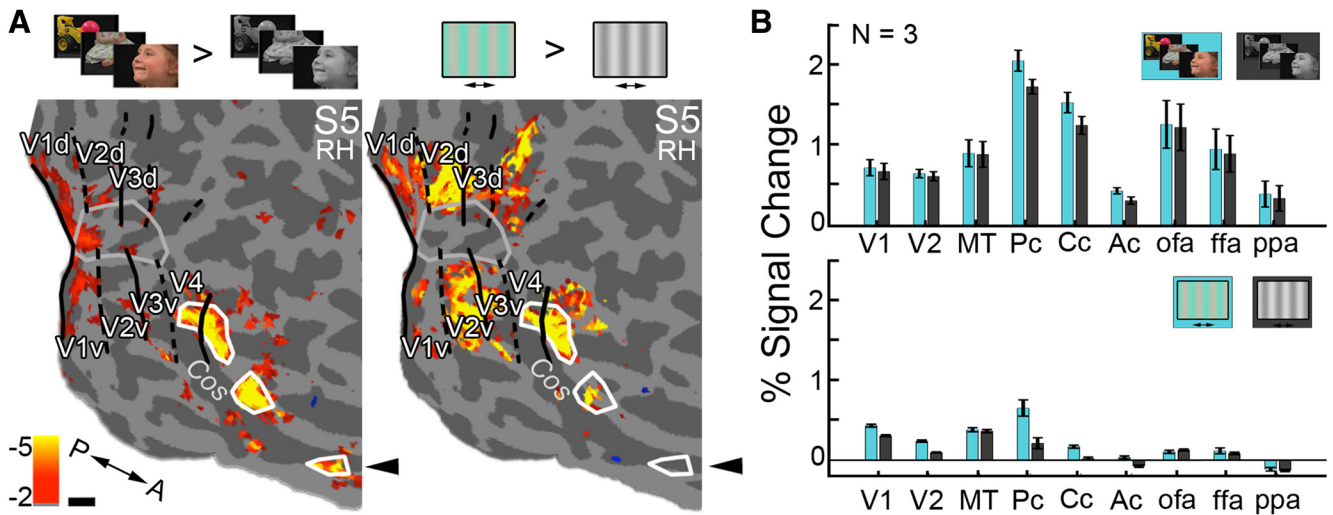 A
>
>
S5
RH
V1d
V2d
V3d
V4
V3v
V2v
V1v
Cos
-5
-2
P
A
S5
RH
V1d
V2d
V3d
V4
V3v
V2v
V1v
Cos
B
N = 3
% Signal Change
2
1
0
V1 V2 MT Pc Cc Ac ofa ffa ppa
2
1
0
V1 V2 MT Pc Cc Ac ofa ffa ppa